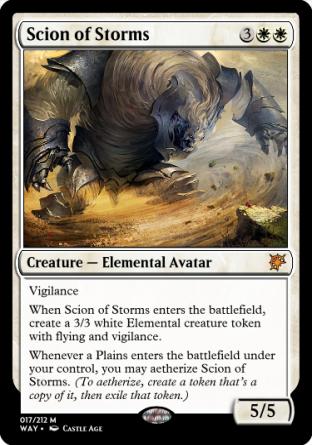 Scion of Storms 3
Creature — Elemental Avatar
Vigilance
When Scion of Storms enters the battlefield,
create a 3/3 white Elemental creature token
with flying and vigilance.
Whenever a Plains enters the battlefield under
your control, you may aetherize Scion of
Storms. (To aetherize, create a token that's a
copy of it, then exile that token.)
5/5
017/212 M
WAY • Castle Age